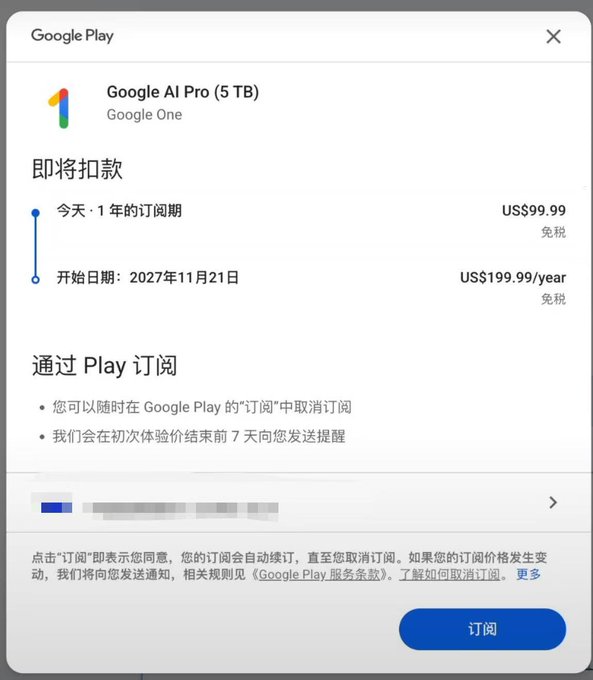 Google Play
Google AI Pro (5 TB)
Google One
即将扣款
今天 · 1 年的订阅期
US$99.99
免税
开始日期：2027年11月21日
US$199.99/year
免税
通过 Play 订阅
您可以随时在 Google Play 的“订阅”中取消订阅
我们会在初次体验价结束前 7 天向您发送提醒
点击“订阅”即表示您同意，您的订阅会自动续订，直至您取消订阅。如果您的订阅价格发生变
动，我们将向您发送通知，相关规则见《Google Play 服务条款》。了解如何取消订阅。 更多
订阅